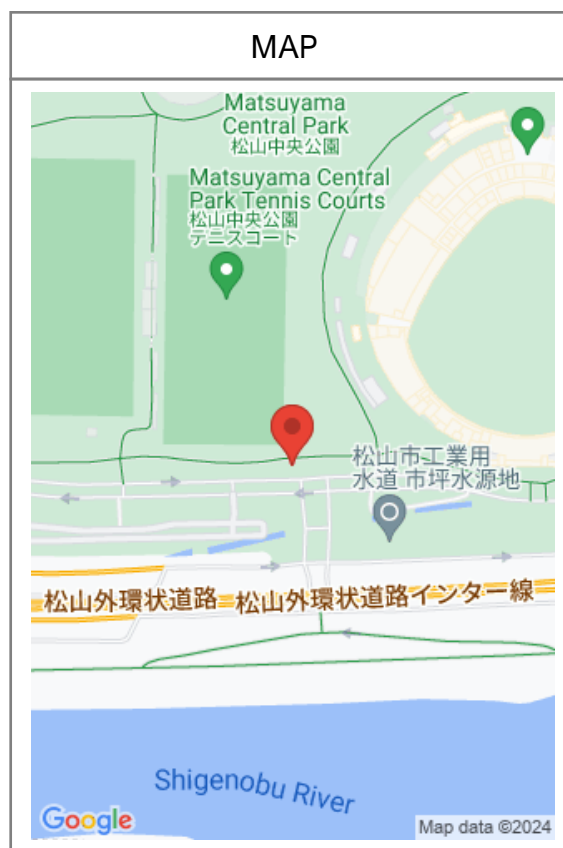 MAP
Matsuyama
Central Park
松山中央公園
Matsuyama Central
Park Tennis Courts
松山中央公園
テニスコート
松山市工業用
水道 市坪水源地
松山外環状道路
松山外環状道路インター線
Shigenobu River
Google
Map data ©2024